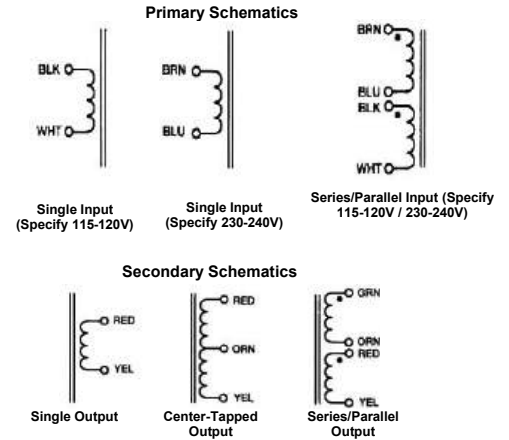 Primary Schematics
BLK
WHT
BRN
BLU
BRN
BLU
BLK
WHT
Single Input
(Specify 115-120V)
Single Input
(Specify 230-240V)
Series/Parallel Input (Specify
115-120V / 230-240V)
Secondary Schematics
RED
YEL
RED
ORN
YEL
GRN
ORN
RED
YEL
Single Output
Center-Tapped
Output
Series/Parallel
Output